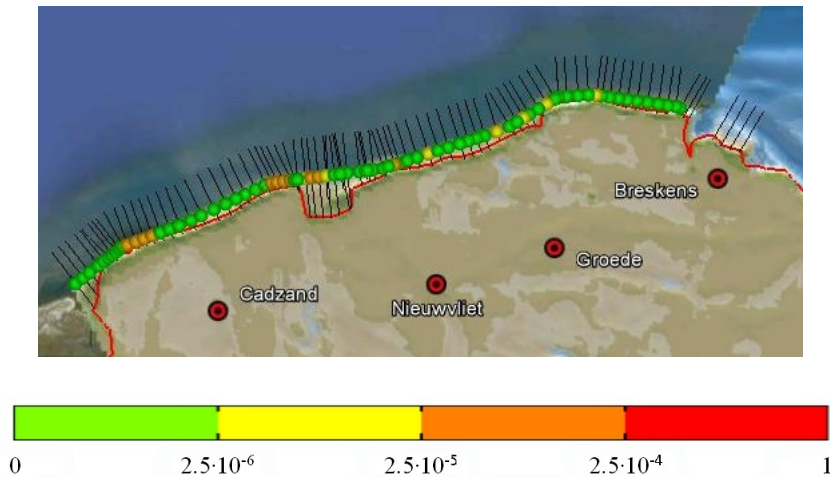 Breskens
Groede
Cadzand
Nieuwvliet
0 2.5·10⁻⁶ 2.5·10⁻⁵ 2.5·10⁻⁴ 1